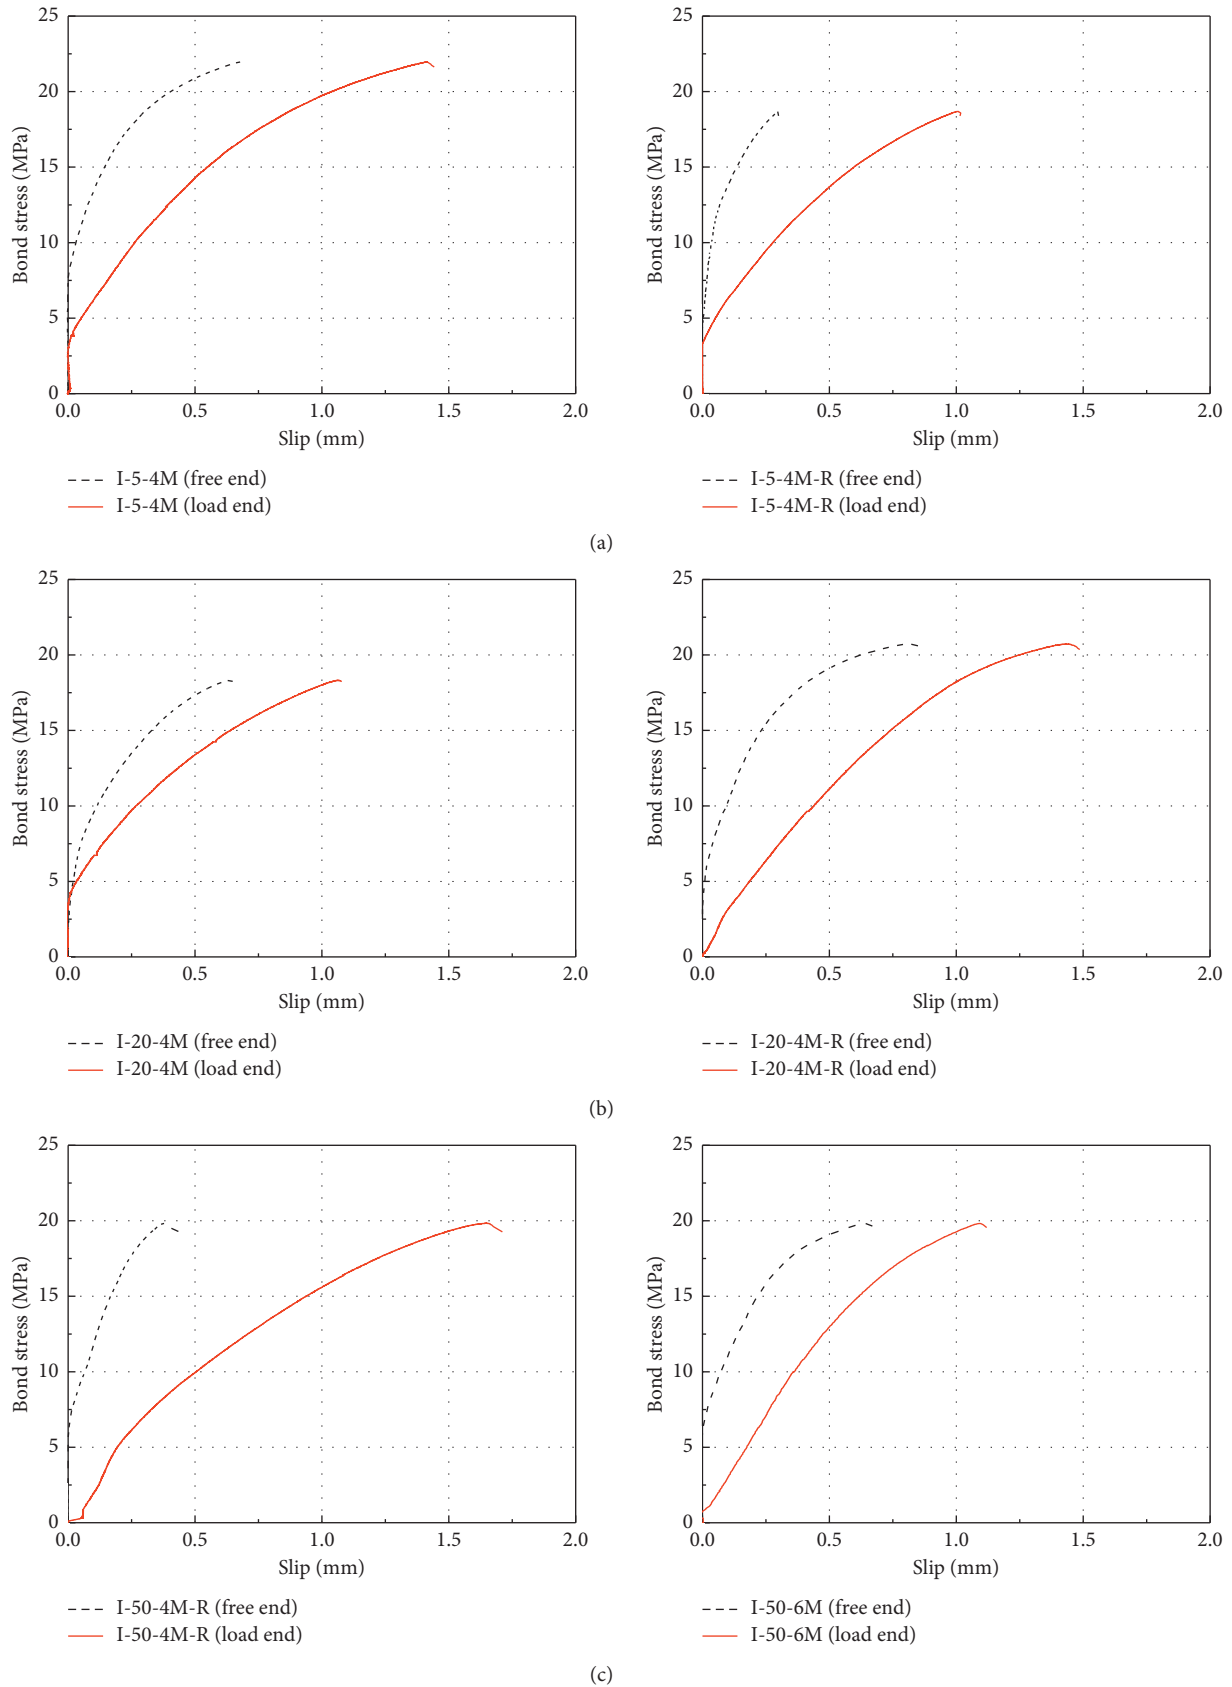 25
20
15
10
5
0
Bond stress (MPa)
0.0 0.5 1.0 1.5 2.0
Slip (mm)
I-5-4M (free end)
I-5-4M (load end)
25
20
15
10
5
0
Bond stress (MPa)
0.0 0.5 1.0 1.5 2.0
Slip (mm)
I-5-4M-R (free end)
I-5-4M-R (load end)
(a)
25
20
15
10
5
0
Bond stress (MPa)
0.0 0.5 1.0 1.5 2.0
Slip (mm)
I-20-4M (free end)
I-20-4M (load end)
25
20
15
10
5
0
Bond stress (MPa)
0.0 0.5 1.0 1.5 2.0
Slip (mm)
I-20-4M-R (free end)
I-20-4M-R (load end)
(b)
25
20
15
10
5
0
Bond stress (MPa)
0.0 0.5 1.0 1.5 2.0
Slip (mm)
I-50-4M-R (free end)
I-50-4M-R (load end)
25
20
15
10
5
0
Bond stress (MPa)
0.0 0.5 1.0 1.5 2.0
Slip (mm)
I-50-6M (free end)
I-50-6M (load end)
(c)